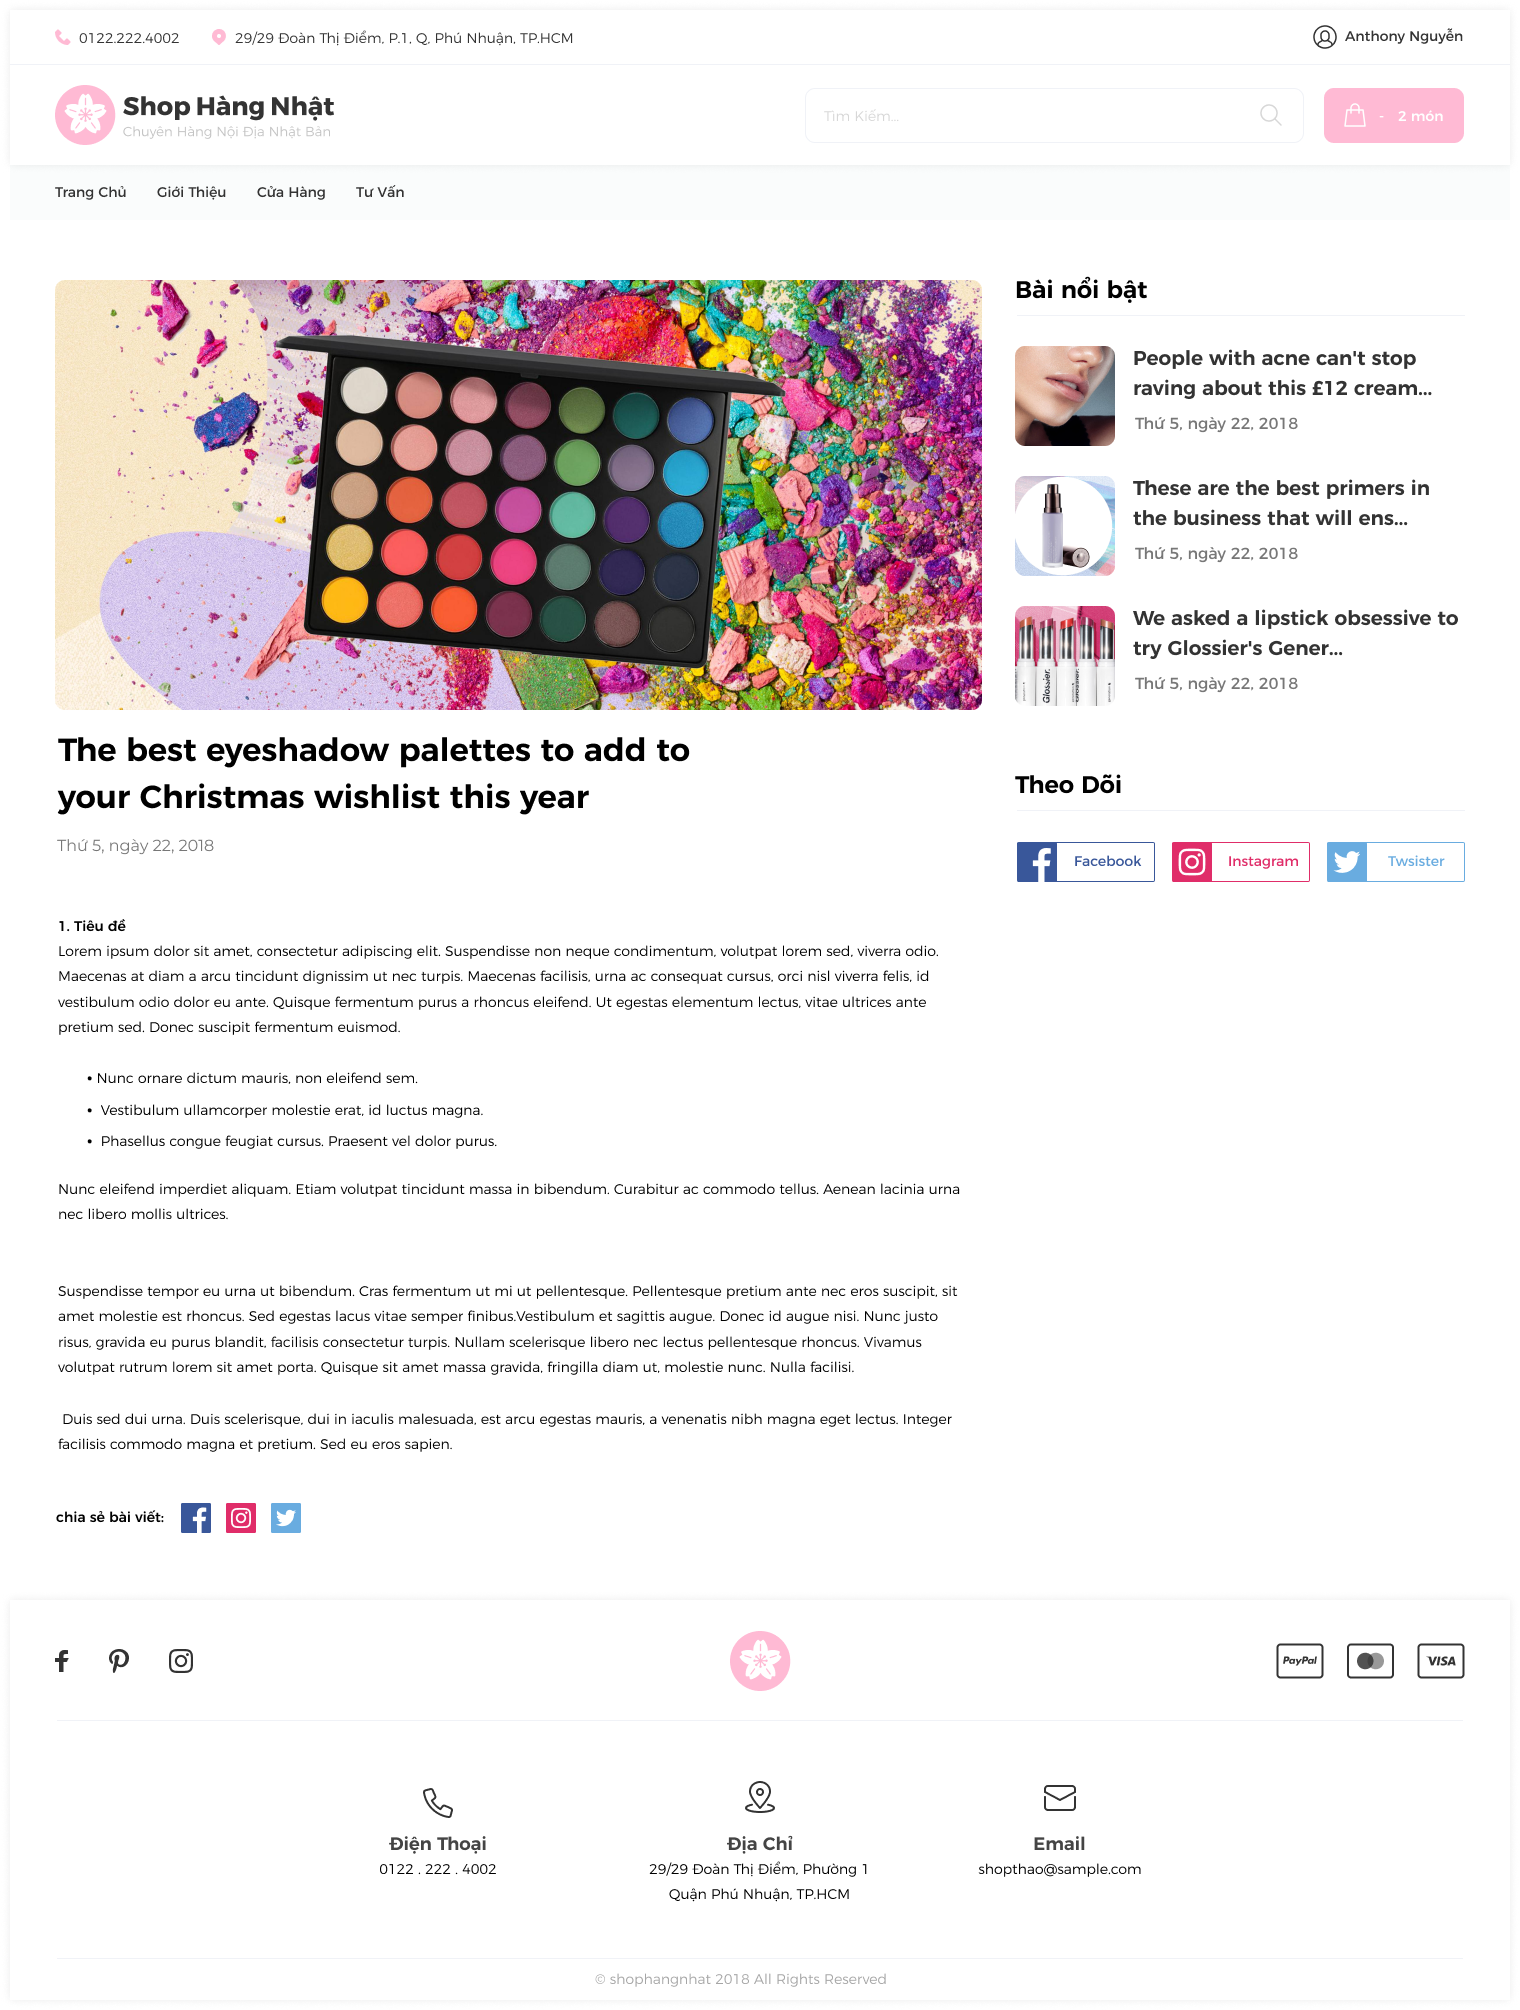 0122.222.4002
29/29 Đoàn Thị Điểm, P.1, Q, Phú Nhuận, TP.HCM
Anthony Nguyễn
Shop Hàng Nhật
Chuyên Hàng Nội Địa Nhật Bản
Tìm Kiếm...
- 2 món
Trang Chủ
Giới Thiệu
Cửa Hàng
Tư Vấn
The best eyeshadow palettes to add to
your Christmas wishlist this year
Thứ 5, ngày 22, 2018
1. Tiêu đề
Lorem ipsum dolor sit amet, consectetur adipiscing elit. Suspendisse non neque condimentum, volutpat lorem sed, viverra odio.
Maecenas at diam a arcu tincidunt dignissim ut nec turpis. Maecenas facilisis, urna ac consequat cursus, orci nisl viverra felis, id
vestibulum odio dolor eu ante. Quisque fermentum purus a rhoncus eleifend. Ut egestas elementum lectus, vitae ultrices ante
pretium sed. Donec suscipit fermentum euismod.
• Nunc ornare dictum mauris, non eleifend sem.
• Vestibulum ullamcorper molestie erat, id luctus magna.
• Phasellus congue feugiat cursus. Praesent vel dolor purus.
Nunc eleifend imperdiet aliquam. Etiam volutpat tincidunt massa in bibendum. Curabitur ac commodo tellus. Aenean lacinia urna
nec libero mollis ultrices.
Suspendisse tempor eu urna ut bibendum. Cras fermentum ut mi ut pellentesque. Pellentesque pretium ante nec eros suscipit, sit
amet molestie est rhoncus. Sed egestas lacus vitae semper finibus.Vestibulum et sagittis augue. Donec id augue nisi. Nunc justo
risus, gravida eu purus blandit, facilisis consectetur turpis. Nullam scelerisque libero nec lectus pellentesque rhoncus. Vivamus
volutpat rutrum lorem sit amet porta. Quisque sit amet massa gravida, fringilla diam ut, molestie nunc. Nulla facilisi.
Duis sed dui urna. Duis scelerisque, dui in iaculis malesuada, est arcu egestas mauris, a venenatis nibh magna eget lectus. Integer
facilisis commodo magna et pretium. Sed eu eros sapien.
chia sẻ bài viết:
Bài nổi bật
People with acne can't stop
raving about this £12 cream...
Thứ 5, ngày 22, 2018
These are the best primers in
the business that will ens...
Thứ 5, ngày 22, 2018
Glossier.
Glossier.
We asked a lipstick obsessive to
try Glossier's Gener...
Thứ 5, ngày 22, 2018
Theo Dõi
Facebook
Instagram
Twsister
PayPal
VISA
Điện Thoại
0122 . 222 . 4002
Địa Chỉ
29/29 Đoàn Thị Điểm, Phường 1
Quận Phú Nhuận, TP.HCM
Email
shopthao@sample.com
© shophangnhat 2018 All Rights Reserved